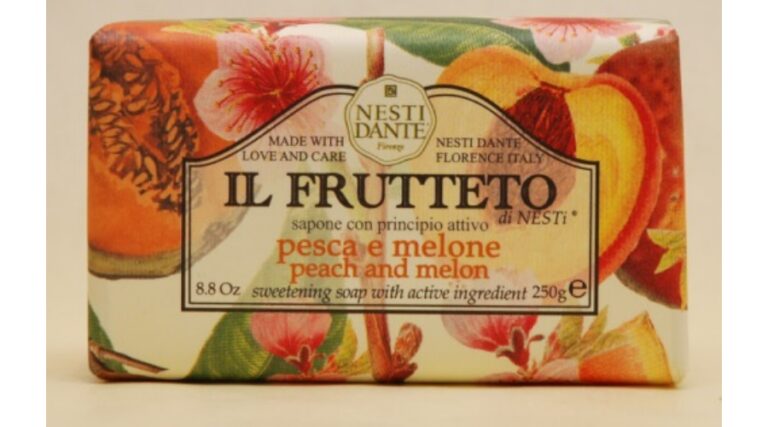 NESTI
DANTE
Firenze
MADE WITH
LOVE AND CARE
NESTI DANTE
FLORENCE ITALY
IL FRUTTETO
di NESTi®
sapone con principio attivo
pesca e melone
peach and melon
8.8 Oz sweetening soap with active ingredient 250g e